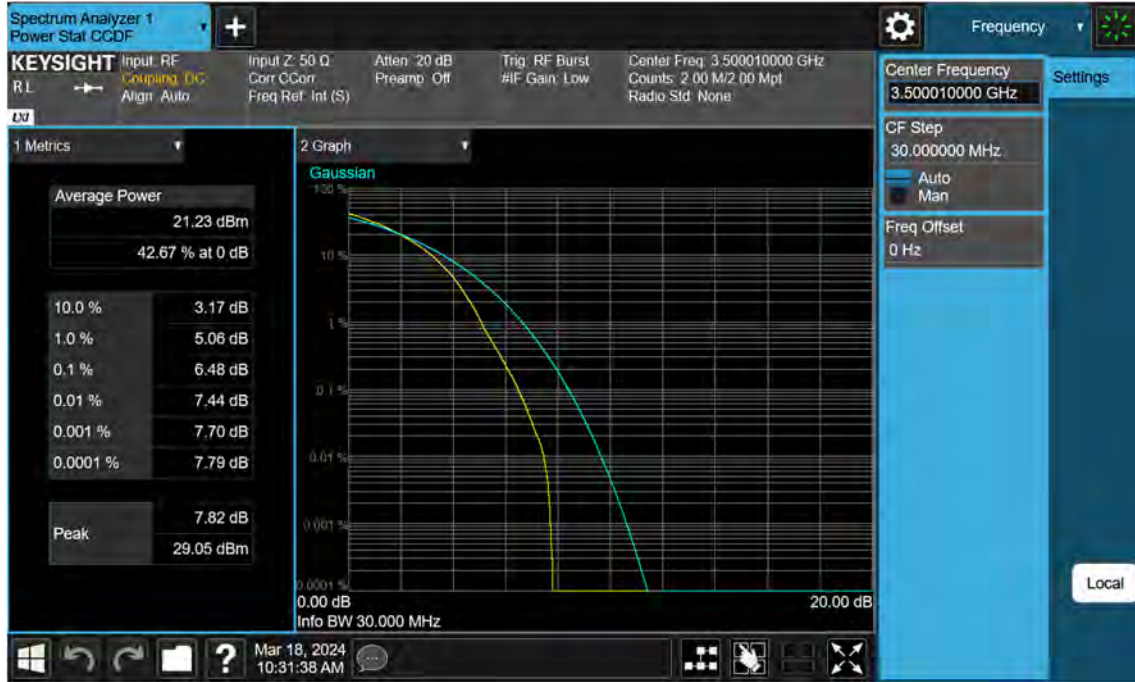 Spectrum Analyzer 1
Power Stat CCDF
+
Frequency
KEYSIGHT
RL
LXI
Input: RF
Coupling: DC
Align: Auto
Input Z: 50 Ω
Corr CCorr
Freq Ref: Int (S)
Atten: 20 dB
Preamp: Off
Trig: RF Burst
#IF Gain: Low
Center Freq: 3.500010000 GHz
Counts: 2.00 M/2.00 Mpt
Radio Std: None
Center Frequency
3.500010000 GHz
Settings
CF Step
30.000000 MHz
Auto
Man
Freq Offset
0 Hz
1 Metrics
Average Power
21.23 dBm
42.67 % at 0 dB
10.0 % 3.17 dB
1.0 % 5.06 dB
0.1 % 6.48 dB
0.01 % 7.44 dB
0.001 % 7.70 dB
0.0001 % 7.79 dB
Peak
7.82 dB
29.05 dBm
2 Graph
Gaussian
100 %
10 %
1 %
0.1 %
0.01 %
0.001 %
0.0001 %
0.00 dB 20.00 dB
Info BW 30.000 MHz
Local
?
Mar 18, 2024
10:31:38 AM